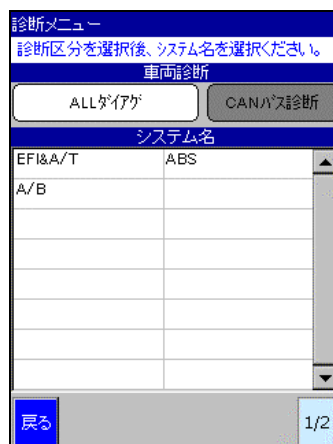 診断メニュー
診断区分を選択後、システム名を選択ください。
車両診断
ALLダイアグ CANバス診断
システム名
EFI&A/T ABS
A/B
戻る 1/2